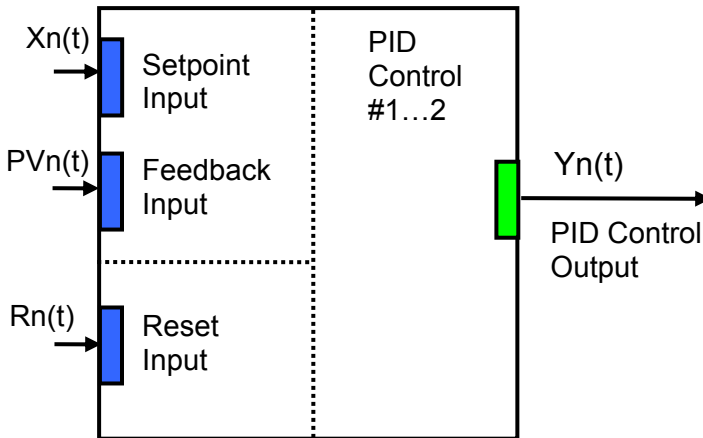 Xn(t)
Setpoint
Input
PVn(t)
Feedback
Input
Rn(t)
Reset
Input
PID
Control
#1…2
Yn(t)
PID Control
Output